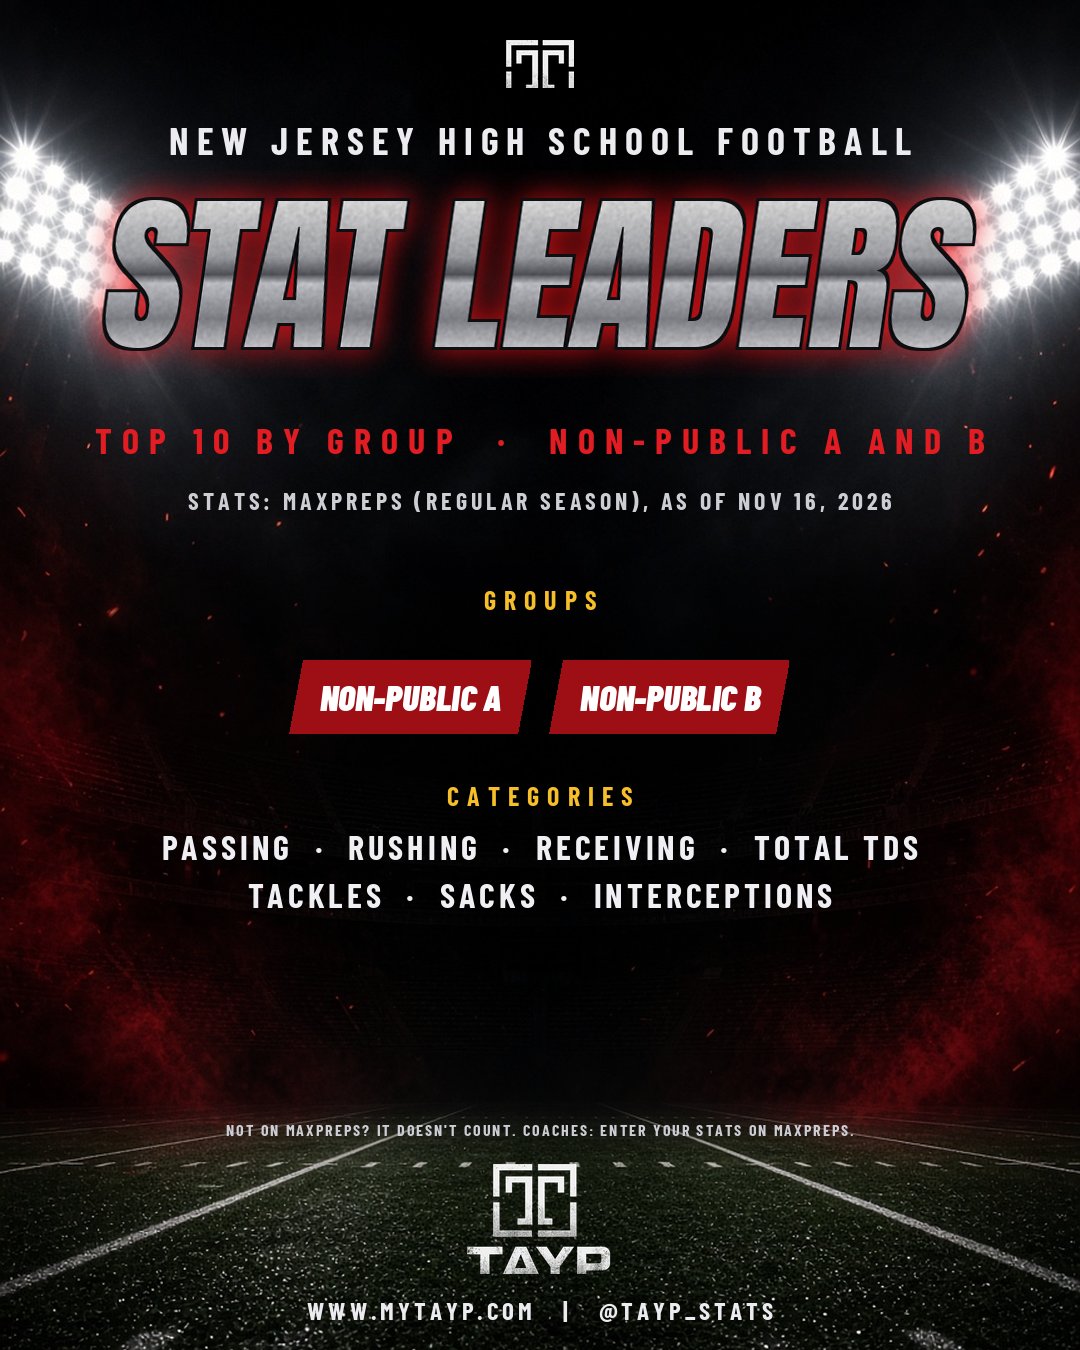 NEW JERSEY HIGH SCHOOL FOOTBALL
STAT LEADERS
TOP 10 BY GROUP · NON-PUBLIC A AND B
STATS: MAXPREPS (REGULAR SEASON), AS OF NOV 16, 2026
GROUPS
NON-PUBLIC A NON-PUBLIC B
CATEGORIES
PASSING · RUSHING · RECEIVING · TOTAL TDS
TACKLES · SACKS · INTERCEPTIONS
NOT ON MAXPREPS? IT DOESN'T COUNT. COACHES: ENTER YOUR STATS ON MAXPREPS.
TAYP
WWW.MYTAYP.COM | @TAYP_STATS